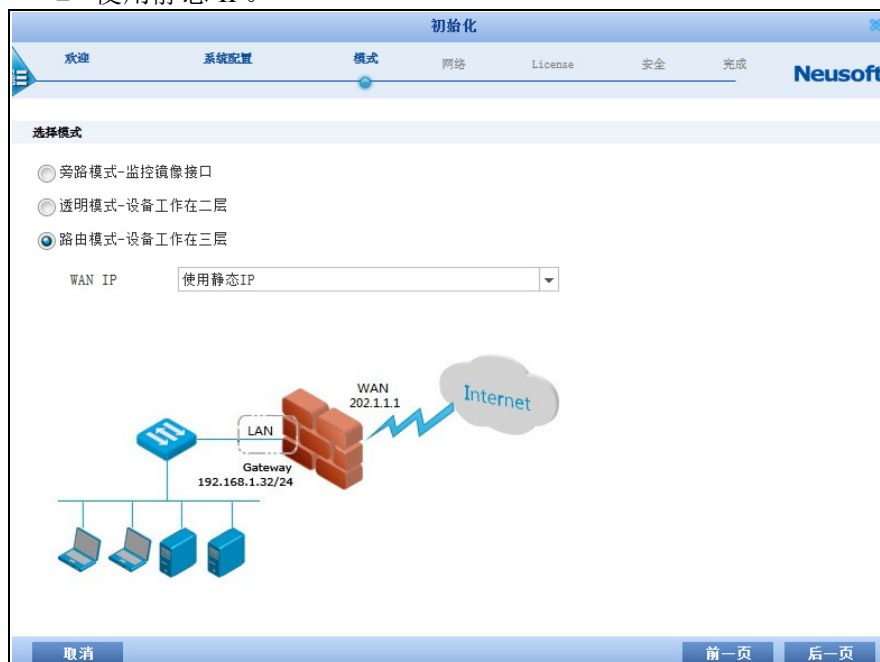 使用静态 IP。
初始化
欢迎 系统配置 模式 网络 License 安全 完成
Neusoft
选择模式
旁路模式-监控镜像接口
透明模式-设备工作在二层
路由模式-设备工作在三层
WAN IP 使用静态IP
WAN
202.1.1.1
Internet
LAN
Gateway
192.168.1.32/24
取消 前一页 后一页